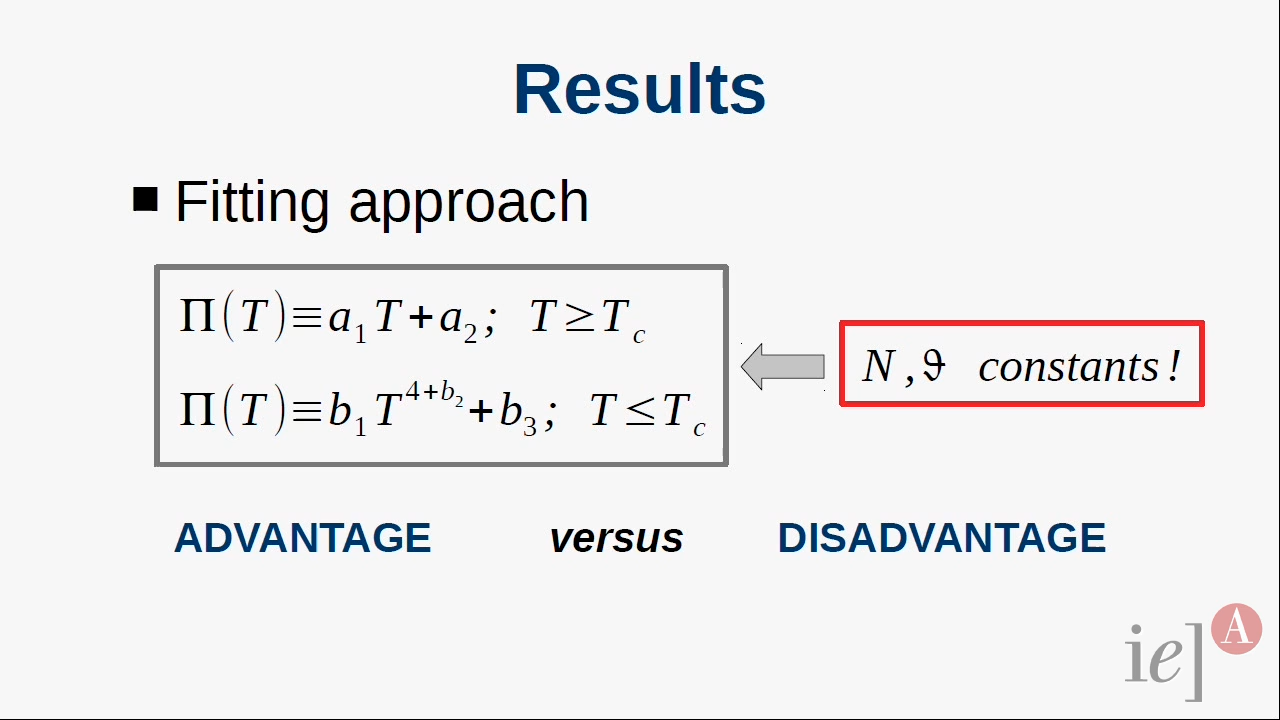 Results
■ Fitting approach
Π(T)≡a₁T+a₂; T≥T_c
Π(T)≡b₁T^(4+b₂)+b₃; T≤T_c
N,ϑ constants!
ADVANTAGE versus DISADVANTAGE
ie] A